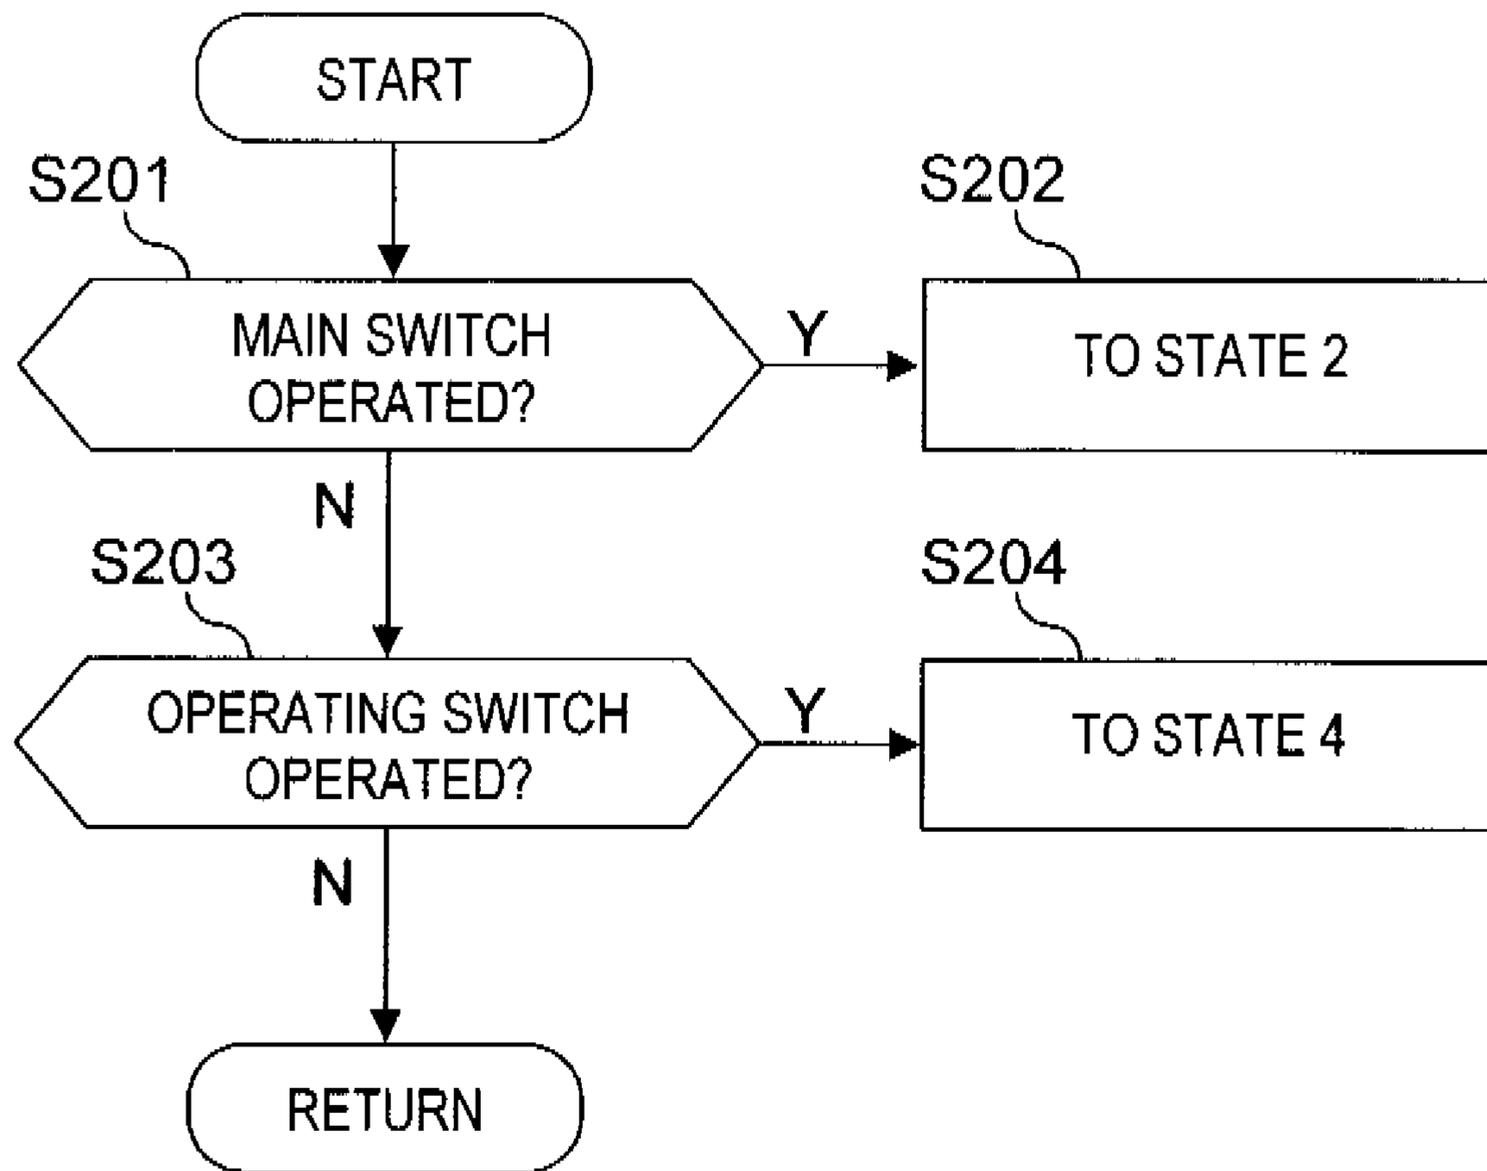 START
S201
S202
MAIN SWITCH
OPERATED?
Y
TO STATE 2
N
S203
S204
OPERATING SWITCH
OPERATED?
Y
TO STATE 4
N
RETURN